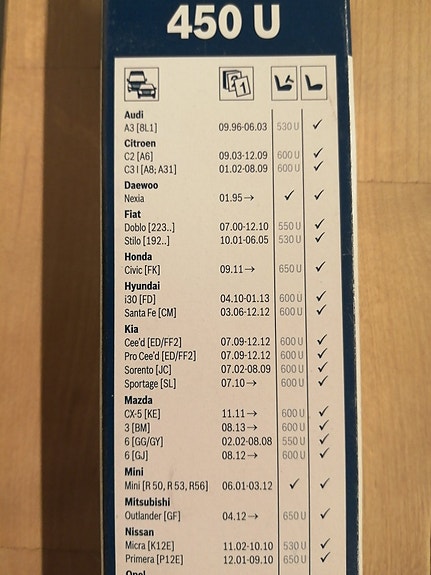 450 U
1
Audi
A3 [8L1] 09.96-06.03 530 U ✓
Citroen
C2 [A6] 09.03-12.09 600 U ✓
C3 I [A8; A31] 01.02-08.09 600 U ✓
Daewoo
Nexia 01.95→ ✓ ✓
Fiat
Doblo [223..] 07.00-12.10 550 U ✓
Stilo [192..] 10.01-06.05 530 U ✓
Honda
Civic [FK] 09.11→ 650 U ✓
Hyundai
i30 [FD] 04.10-01.13 600 U ✓
Santa Fe [CM] 03.06-12.12 600 U ✓
Kia
Cee'd [ED/FF2] 07.09-12.12 600 U ✓
Pro Cee'd [ED/FF2] 07.09-12.12 600 U ✓
Sorento [JC] 07.02-08.09 600 U ✓
Sportage [SL] 07.10→ 600 U ✓
Mazda
CX-5 [KE] 11.11→ 600 U ✓
3 [BM] 08.13→ 600 U ✓
6 [GG/GY] 02.02-08.08 550 U ✓
6 [GJ] 08.12→ 600 U ✓
Mini
Mini [R 50, R 53, R56] 06.01-03.12 ✓ ✓
Mitsubishi
Outlander [GF] 04.12→ 650 U ✓
Nissan
Micra [K12E] 11.02-10.10 530 U ✓
Primera [P12E] 12.01-09.10 650 U ✓
Opel